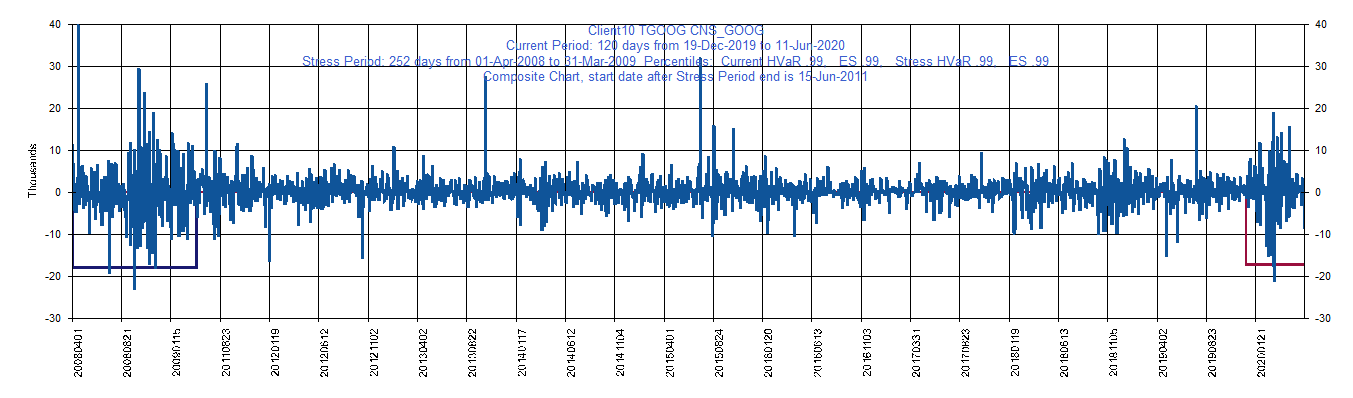 Client10 TGOOG CNS_GOOG
Current Period: 120 days from 19-Dec-2019 to 11-Jun-2020
Stress Period: 252 days from 01-Apr-2008 to 31-Mar-2009 Percentiles: Current HVaR .99, ES .99, Stress HVaR .99, ES .99
Composite Chart, start date after Stress Period end is 15-Jun-2011
40 40
30 30
20 20
10 10
0 0
-10 -10
-20 -20
-30 -30
Thousands
20080401 20080821 20090115 20110823 20120119 20120612 20121102 20130402 20130822 20140117 20140612 20141104 20150401 20150824 20160120 20160613 20161103 20170331 20170823 20180119 20180613 20181105 20190402 20190823 20200121